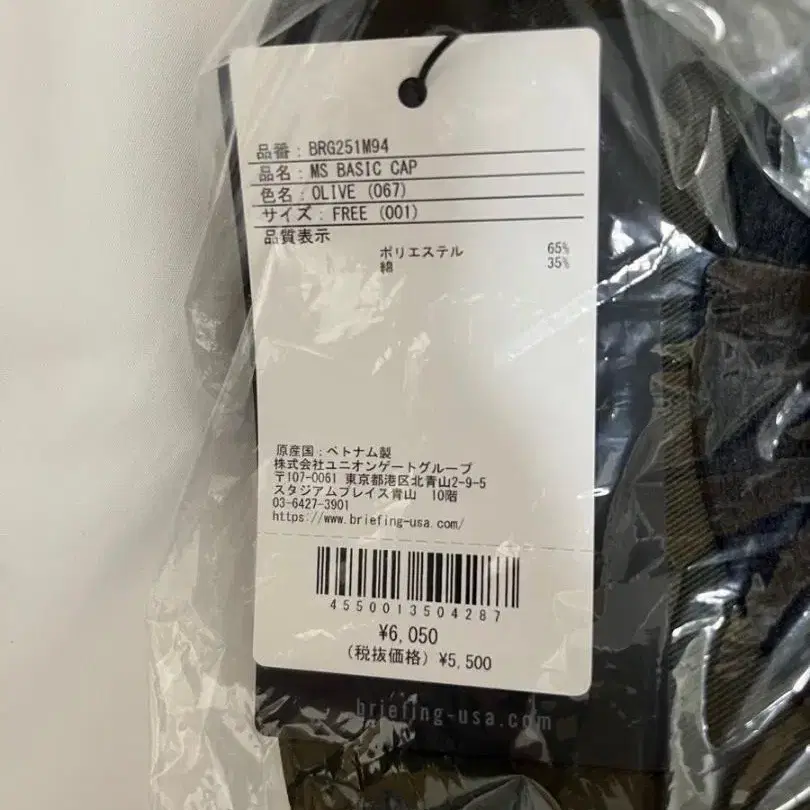 品番：BRG251M94
品名：MS BASIC CAP
色名：OLIVE (067)
サイズ：FREE (001)
品質表示
ポリエステル 65%
綿 35%
原産国：ベトナム製
株式会社ユニオンゲートグループ
〒107-0061 東京都港区北青山2-9-5
スタジアムプレイス青山 10階
03-6427-3901
https://www.briefing-usa.com/
4550013504287
¥6,050
(税抜価格) ¥5,500
briefing-usa.com